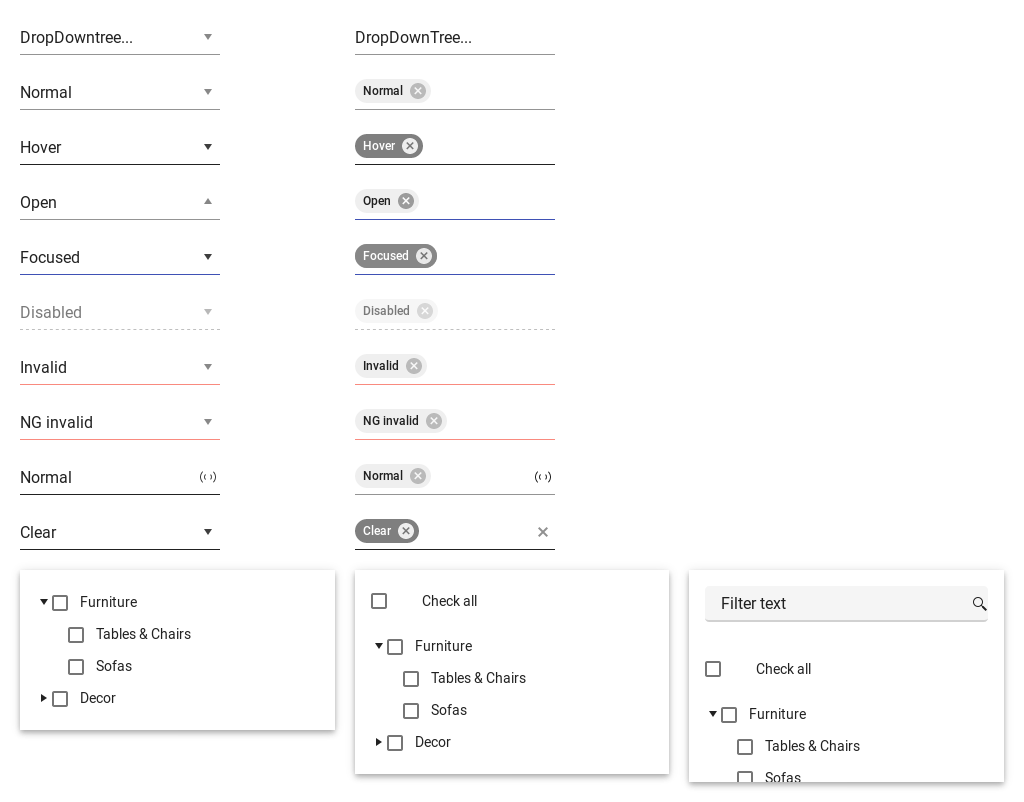 DropDowntree...
DropDownTree...
Normal
Normal
Hover
Hover
Open
Open
Focused
Focused
Disabled
Disabled
Invalid
Invalid
NG invalid
NG invalid
Normal
Normal
Clear
Clear
Furniture
Tables & Chairs
Sofas
Decor
Check all
Furniture
Tables & Chairs
Sofas
Decor
Filter text
Check all
Furniture
Tables & Chairs
Sofas